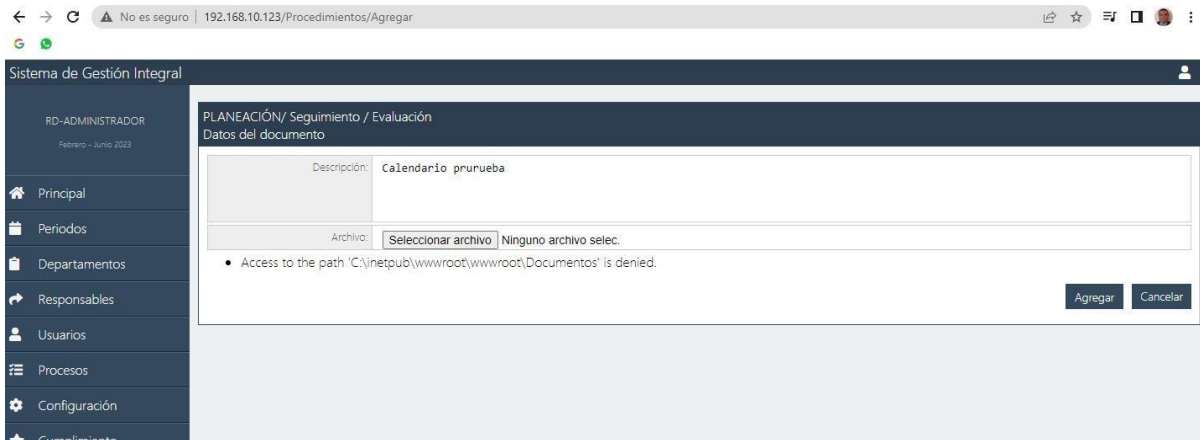 No es seguro | 192.168.10.123/Procedimientos/Agregar
Sistema de Gestión Integral
RD-ADMINISTRADOR
Febrero - Junio 2023
Principal
Periodos
Departamentos
Responsables
Usuarios
Procesos
Configuración
Cumplimiento
PLANEACIÓN/ Seguimiento / Evaluación
Datos del documento
Descripción: Calendario prurueba
Archivo: Seleccionar archivo Ninguno archivo selec.
• Access to the path 'C:\inetpub\wwwroot\wwwroot\Documentos' is denied.
Agregar Cancelar